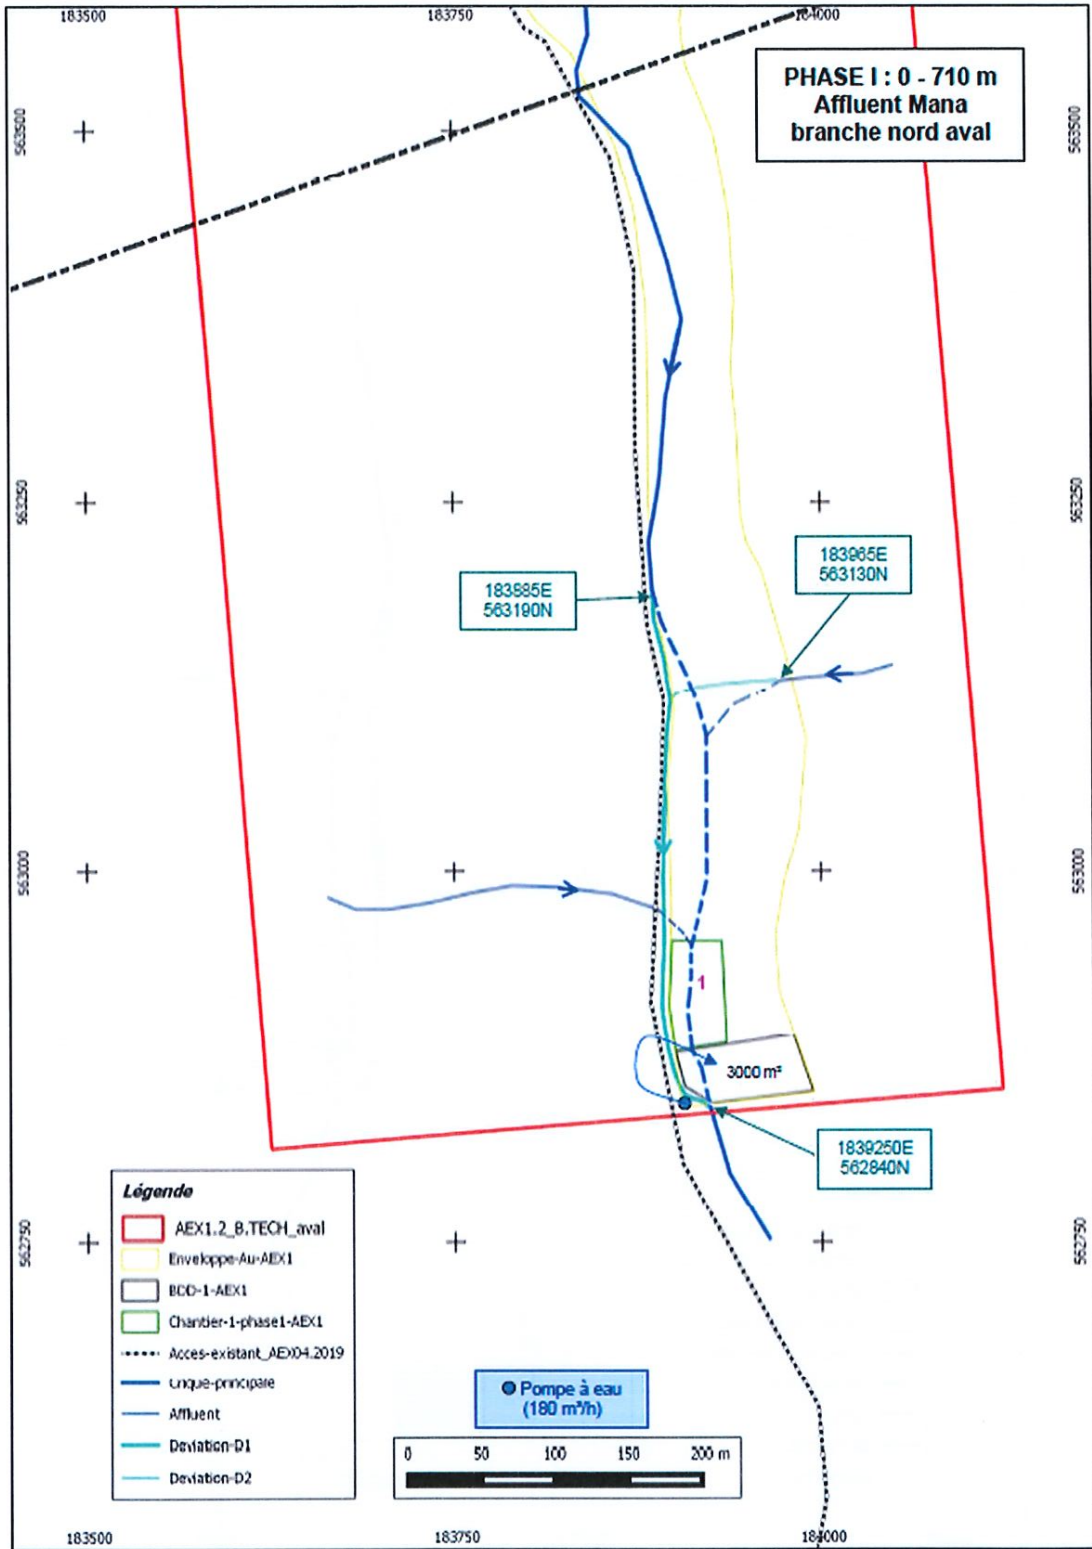 183500
183750
184000
PHASE I : 0 - 710 m
Affluent Mana
branche nord aval
563500
563500
563250
563250
183965E
563130N
183885E
563190N
563000
563000
1
3000 m²
1839250E
562840N
562750
562750
Légende
AEX1.2_B.TECH_aval
Enveloppe-Au-AEX1
BDD-1-AEX1
Chantier-1-phase1-AEX1
Acces-existant_AEX04.2019
Crique-principale
Affluent
Deviation-D1
Deviation-D2
Pompe à eau
(180 m³/h)
0 50 100 150 200 m
183500
183750
184000